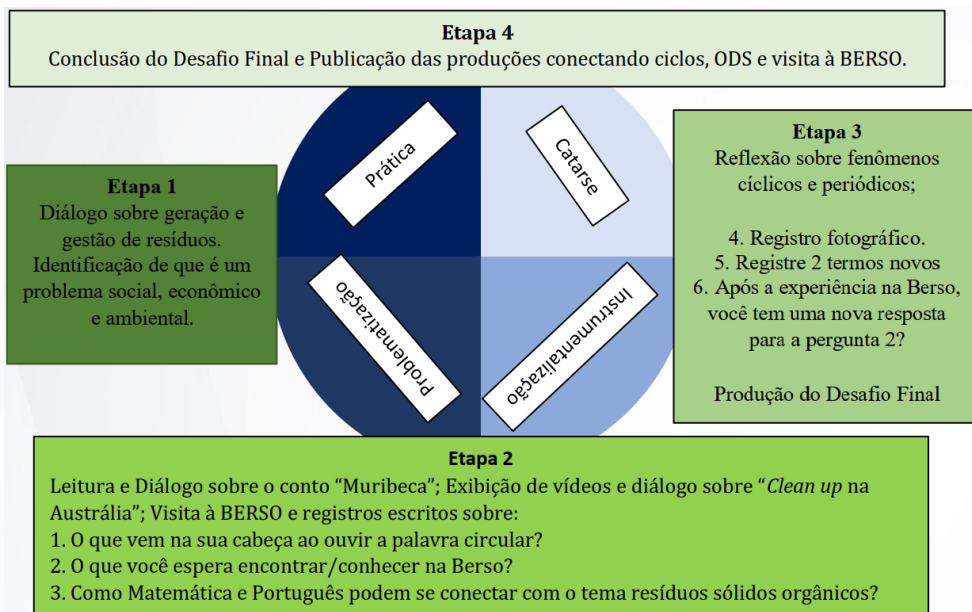 Etapa 4
Conclusão do Desafio Final e Publicação das produções conectando ciclos, ODS e visita à BERSO.
Prática
Catarse
Etapa 1
Diálogo sobre geração e
gestão de resíduos.
Identificação de que é um
problema social, econômico
e ambiental.
Etapa 3
Reflexão sobre fenômenos
cíclicos e periódicos;
4. Registro fotográfico.
5. Registre 2 termos novos
6. Após a experiência na Berso,
você tem uma nova resposta
para a pergunta 2?
Produção do Desafio Final
Problematização
Instrumentalização
Etapa 2
Leitura e Diálogo sobre o conto “Muribeca”; Exibição de vídeos e diálogo sobre “Clean up na
Austrália”; Visita à BERSO e registros escritos sobre:
1. O que vem na sua cabeça ao ouvir a palavra circular?
2. O que você espera encontrar/conhecer na Berso?
3. Como Matemática e Português podem se conectar com o tema resíduos sólidos orgânicos?